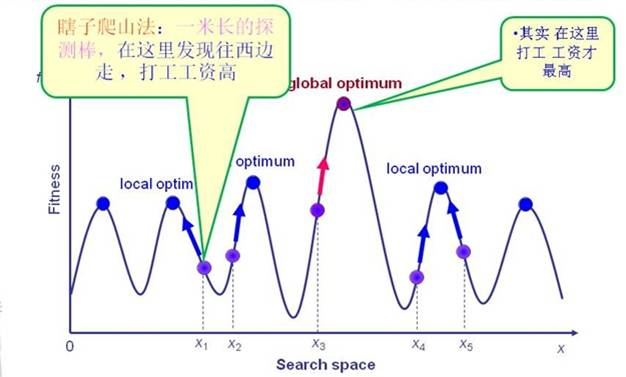 瞎子爬山法：一米长的探
测棒，在这里发现往西边
走 ，打工工资高
•其实 在这里
打工 工资才
最高
global optimum
optimum
local optimum
local optim
Fitness
0
x₁
x₂
x₃
x₄
x₅
x
Search space